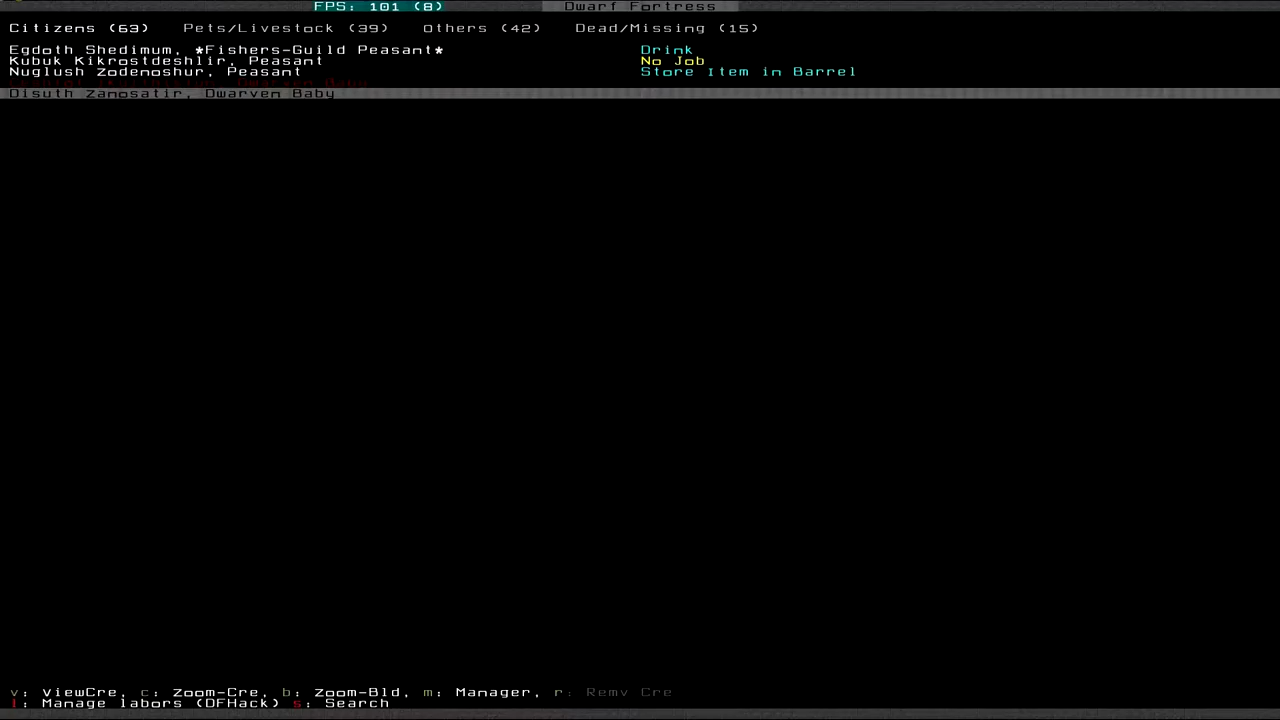 FPS: 101 (8) Dwarf Fortress
Citizens (63) Pets/Livestock (39) Others (42) Dead/Missing (15)
Egdoth Shedimum, *Fishers-Guild Peasant* Drink
Kubuk Kikrostdeshlir, Peasant No Job
Nuglush Zodenoshur, Peasant Store Item in Barrel
Disuth Zamosatir, Dwarven Baby
v: ViewCre, c: Zoom-Cre, b: Zoom-Bld, m: Manager, r: Remv Cre
l: Manage labors (DFHack) s: Search